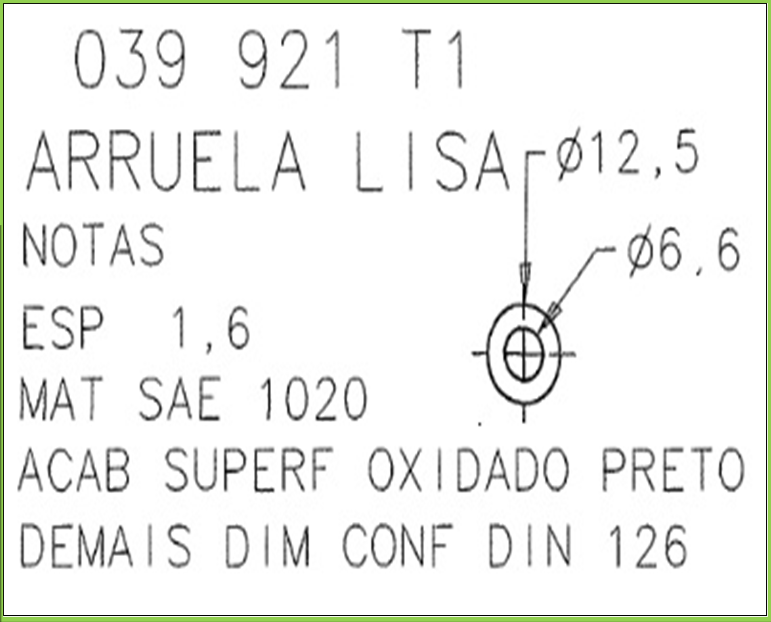 039 921 T1
ARRUELA LISA
Ø12,5
NOTAS
Ø6,6
ESP 1,6
MAT SAE 1020
ACAB SUPERF OXIDADO PRETO
DEMAIS DIM CONF DIN 126